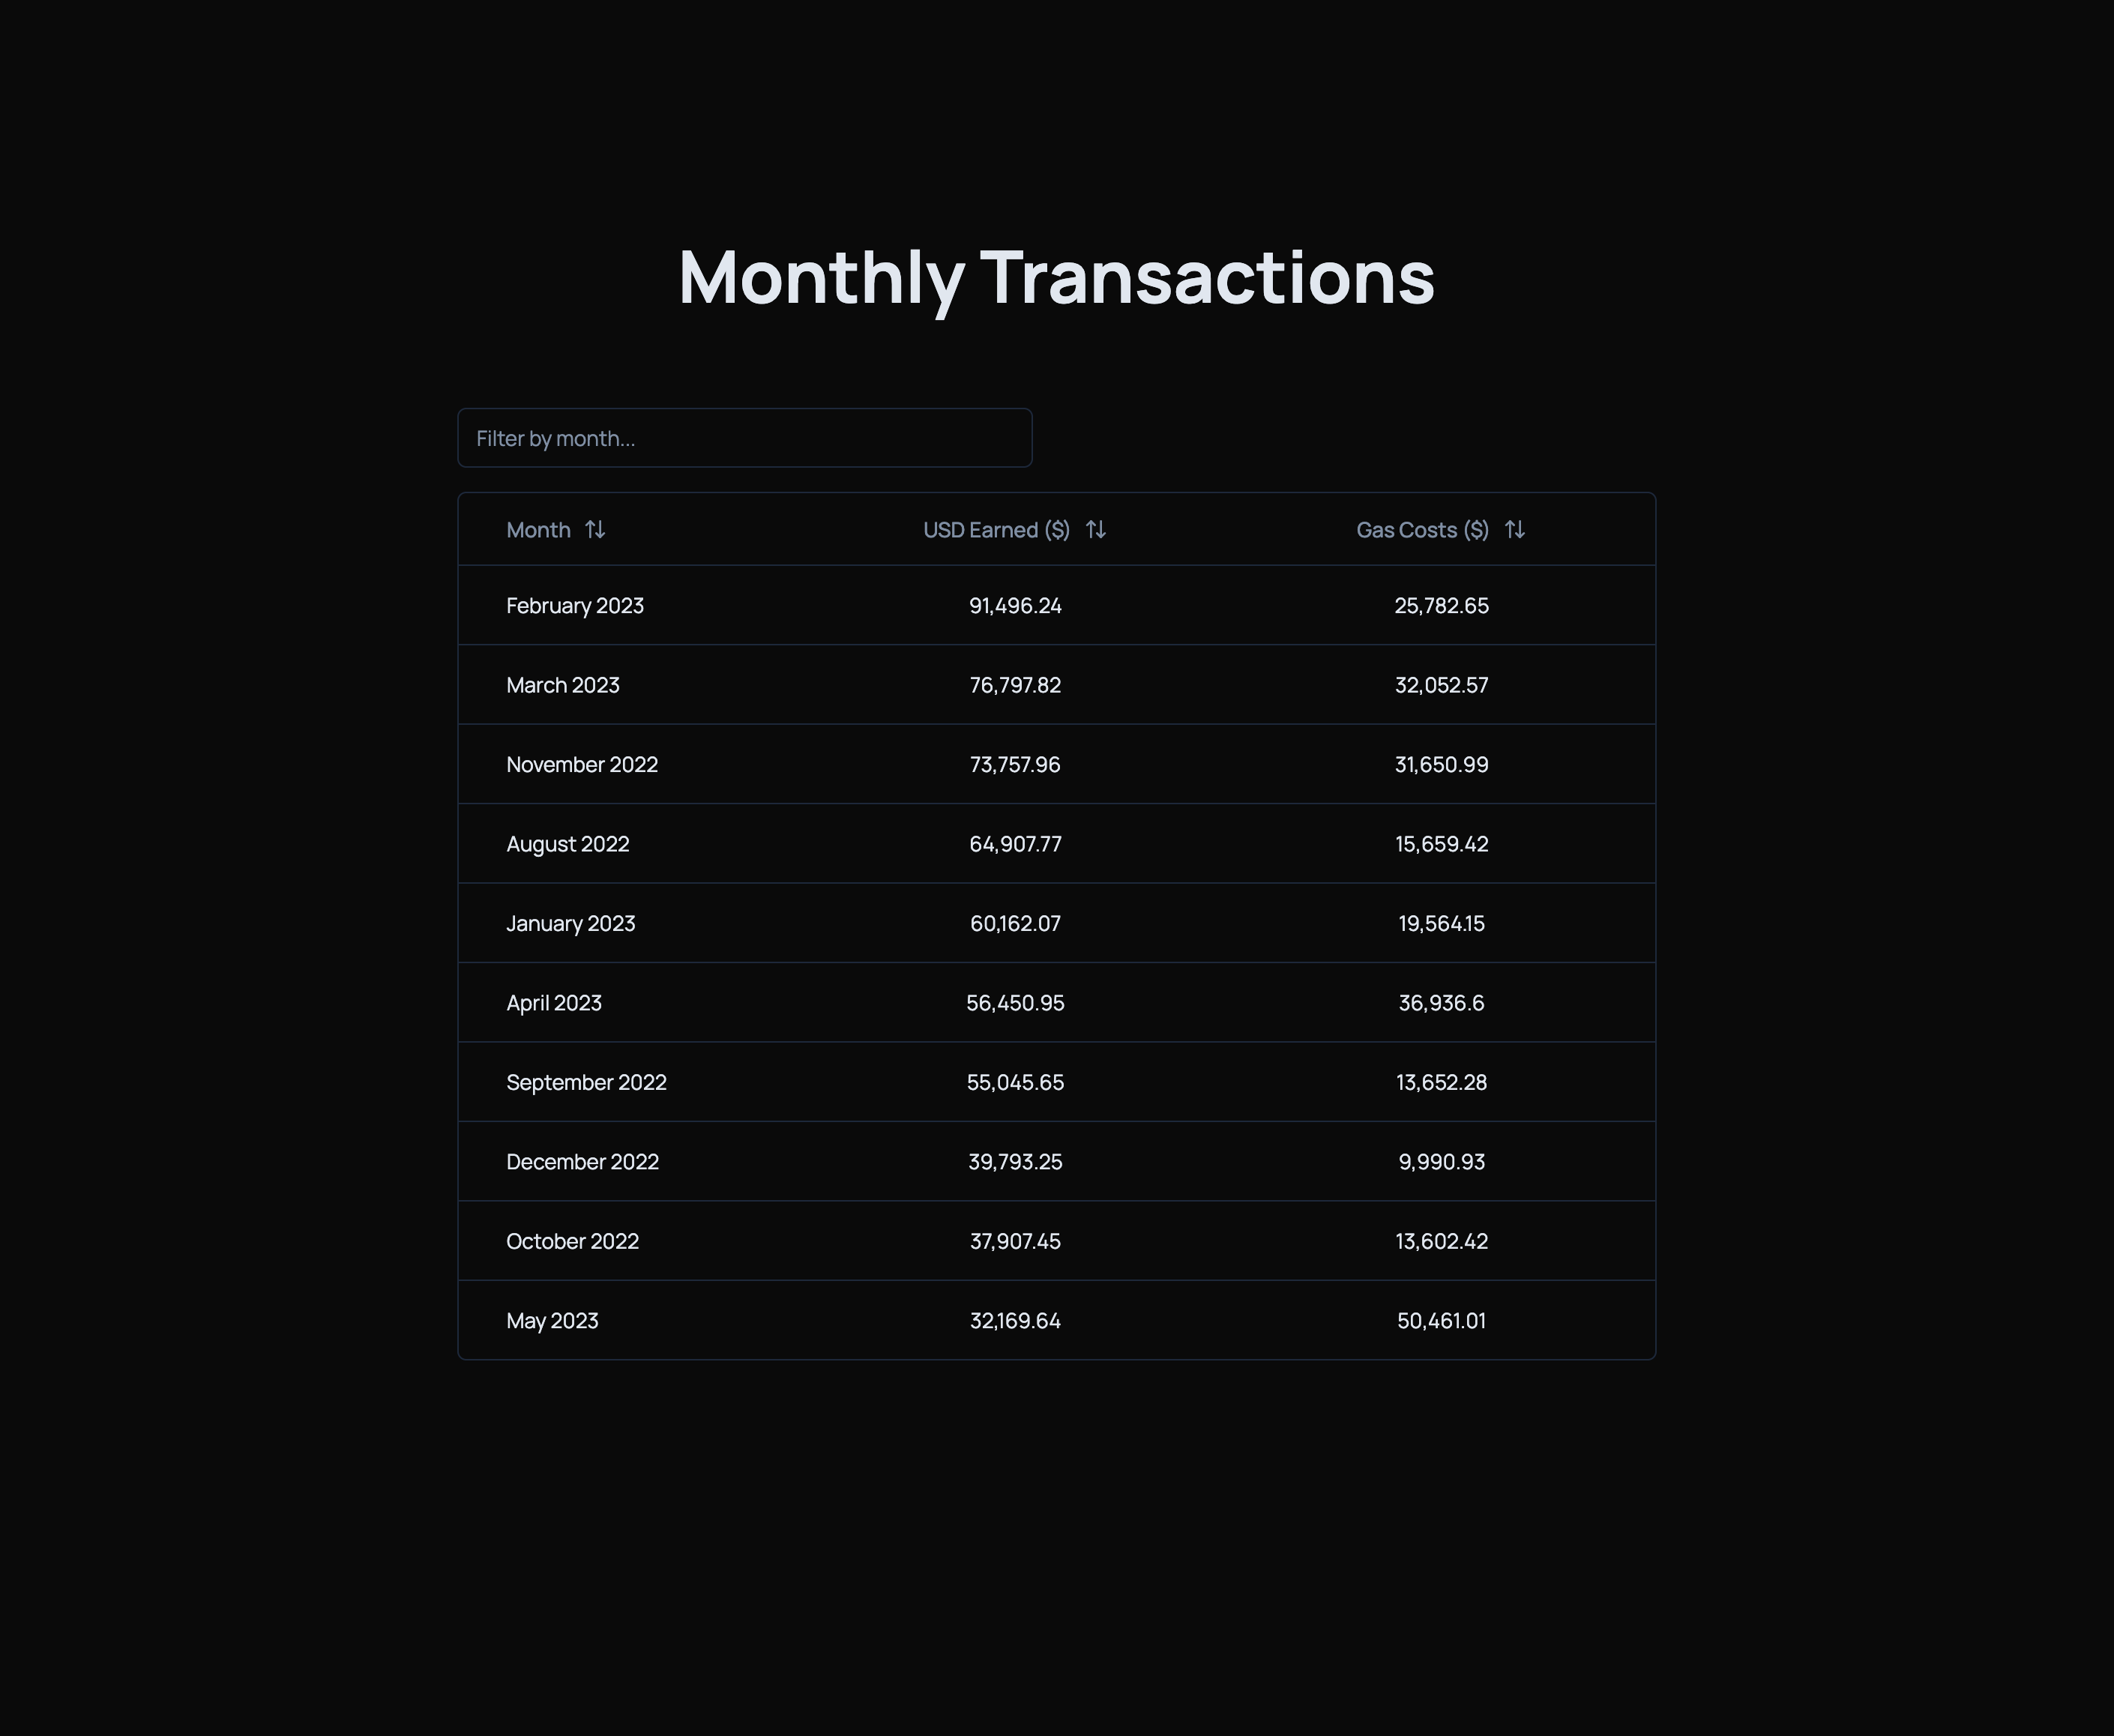 Monthly Transactions
Filter by month...
Month USD Earned ($) Gas Costs ($)
February 2023 91,496.24 25,782.65
March 2023 76,797.82 32,052.57
November 2022 73,757.96 31,650.99
August 2022 64,907.77 15,659.42
January 2023 60,162.07 19,564.15
April 2023 56,450.95 36,936.6
September 2022 55,045.65 13,652.28
December 2022 39,793.25 9,990.93
October 2022 37,907.45 13,602.42
May 2023 32,169.64 50,461.01